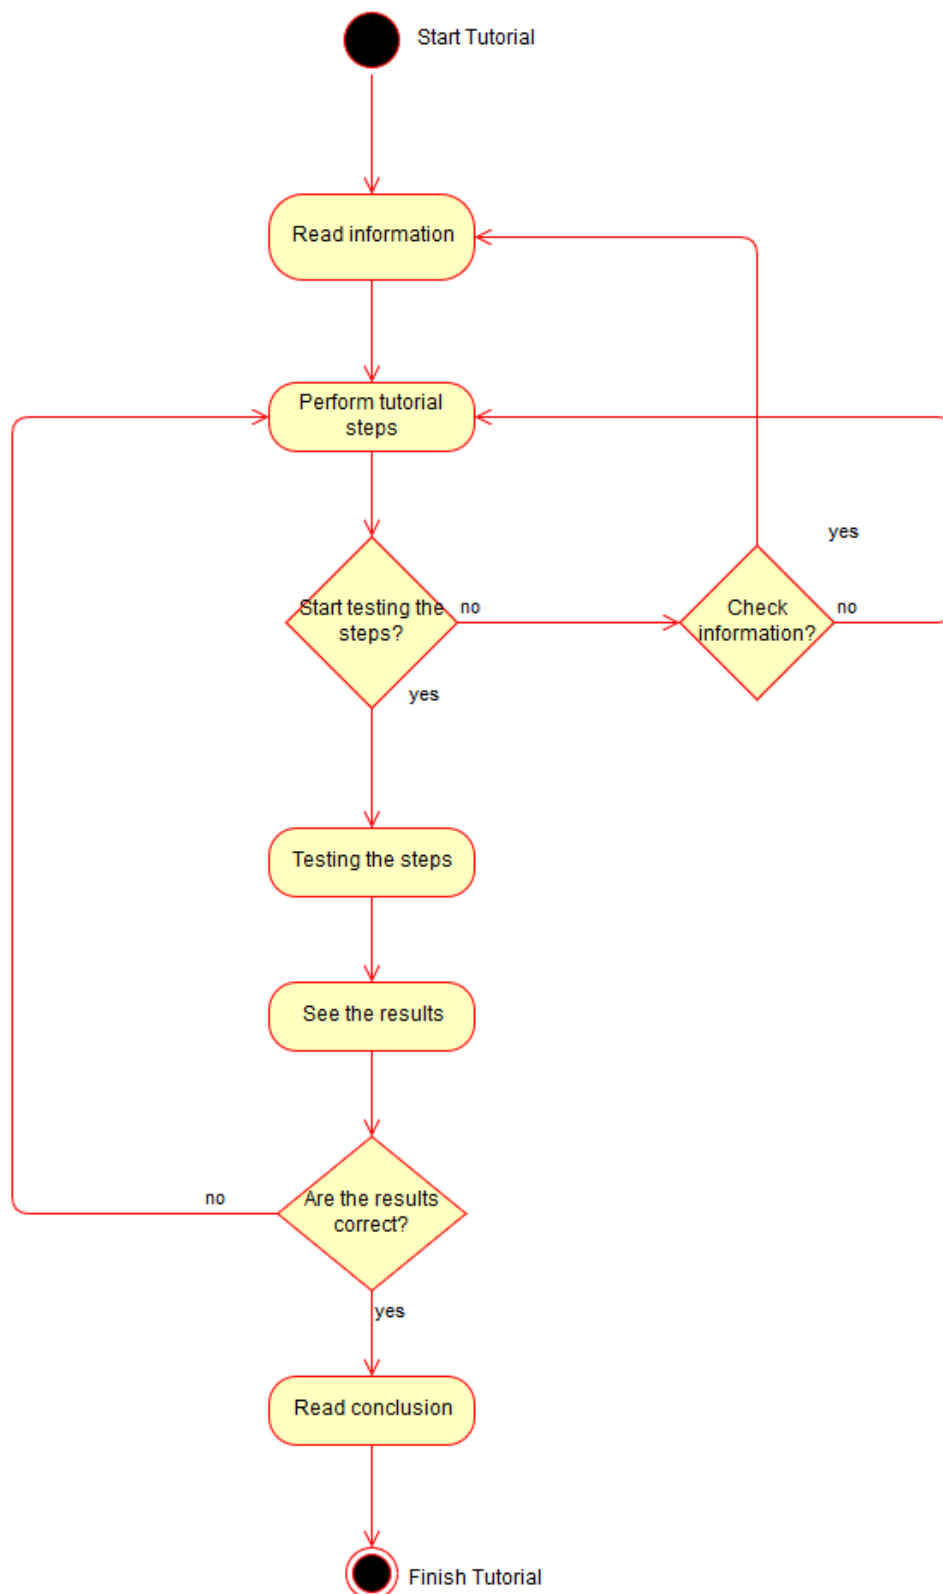 Start Tutorial
Read information
Perform tutorial
steps
yes
Start testing the
steps?
no
Check
information?
no
yes
Testing the steps
See the results
Are the results
correct?
no
yes
Read conclusion
Finish Tutorial